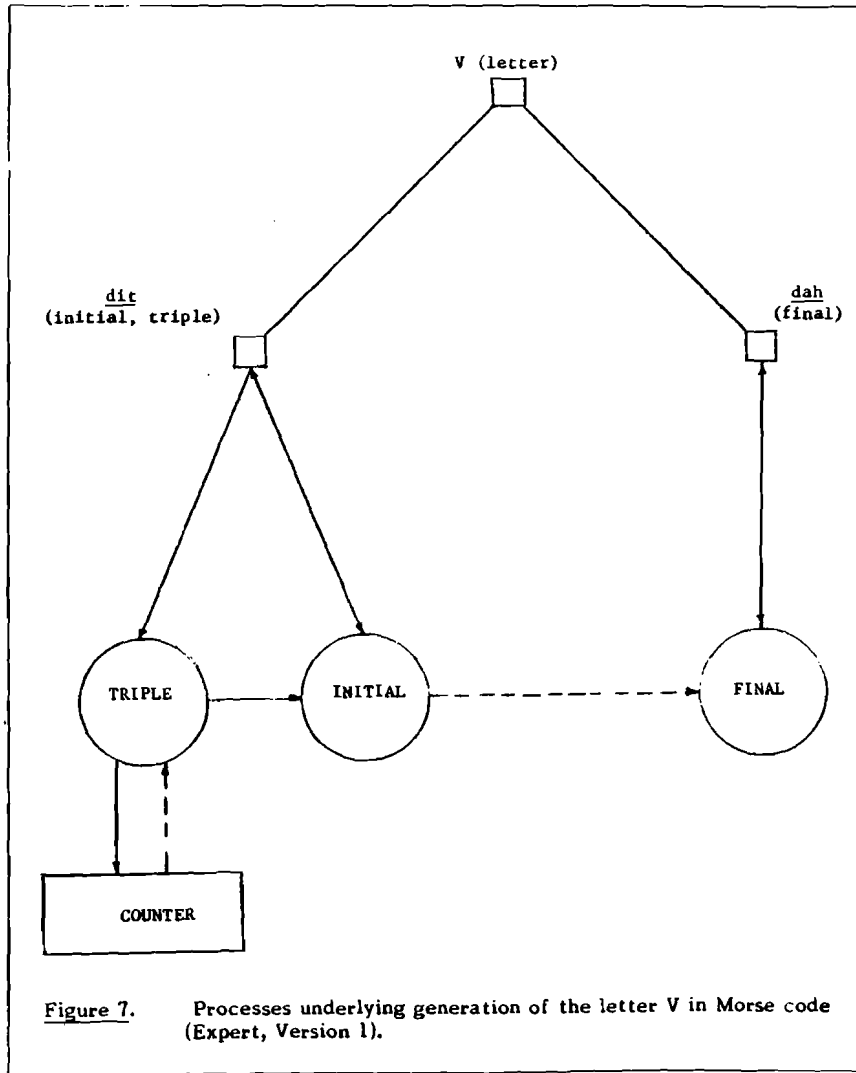 V (letter)
dit
(initial, triple)
dah
(final)
TRIPLE
INITIAL
FINAL
COUNTER
Figure 7. Processes underlying generation of the letter V in Morse code
(Expert, Version 1).